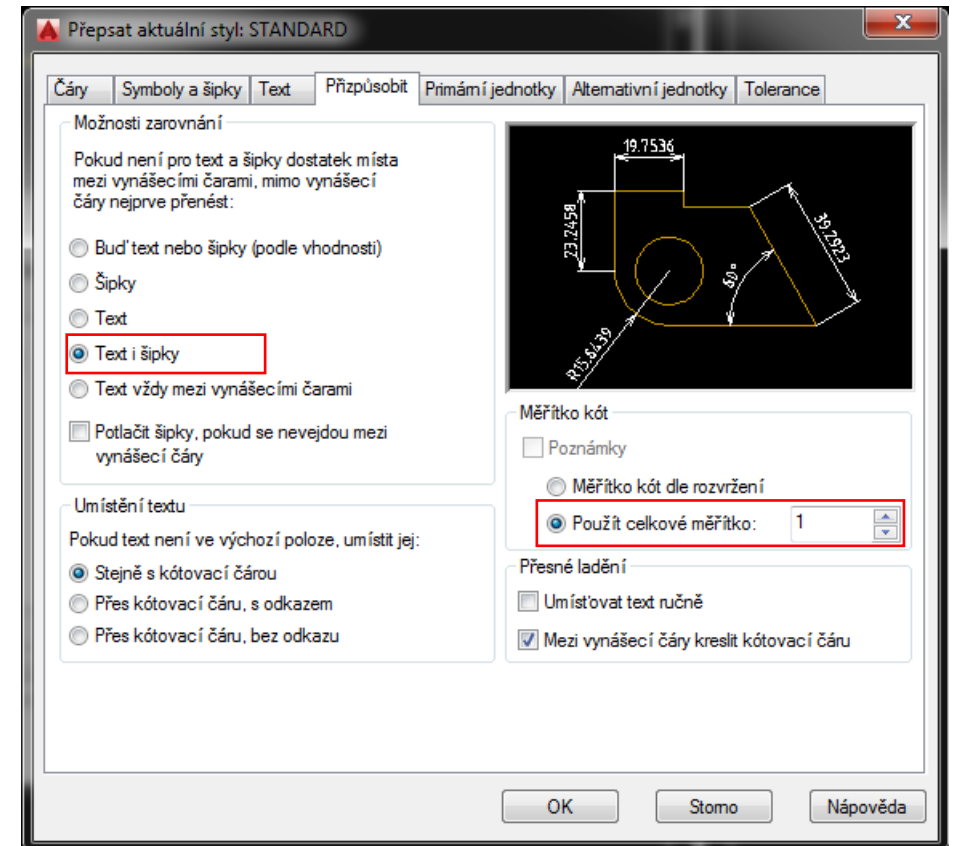 Přepsat aktuální styl: STANDARD
Čáry Symboly a šipky Text Přizpůsobit Primární jednotky Alternativní jednotky Tolerance
Možnosti zarovnání
Pokud není pro text a šipky dostatek místa
mezi vynášecími čarami, mimo vynášecí
čáry nejprve přenést:
Buď text nebo šipky (podle vhodnosti)
Šipky
Text
Text i šipky
Text vždy mezi vynášecími čarami
Potlačit šipky, pokud se nevejdou mezi
vynášecí čáry
Umístění textu
Pokud text není ve výchozí poloze, umístit jej:
Stejně s kótovací čárou
Přes kótovací čáru, s odkazem
Přes kótovací čáru, bez odkazu
19.7536
23.2458
39.2923
60°
R15.6439
Měřítko kót
Poznámky
Měřítko kót dle rozvržení
Použít celkové měřítko: 1
Přesné ladění
Umísťovat text ručně
Mezi vynášecí čáry kreslit kótovací čáru
OK Storno Nápověda